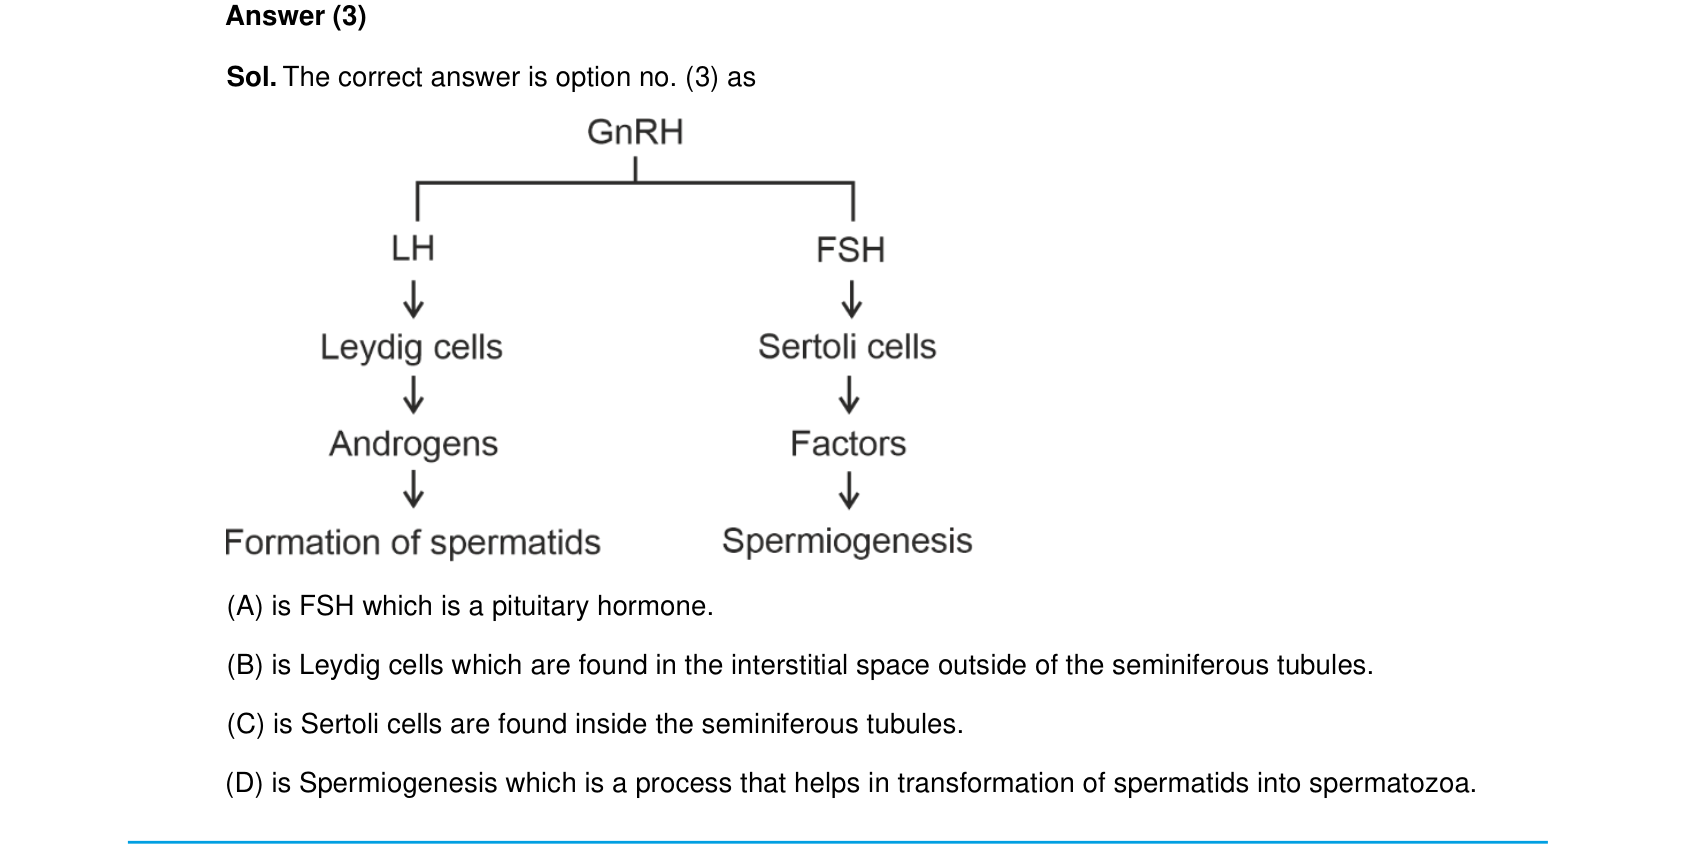 Answer (3)
Sol. The correct answer is option no. (3) as
GnRH
LH FSH
Leydig cells Sertoli cells
Androgens Factors
Formation of spermatids Spermiogenesis
(A) is FSH which is a pituitary hormone.
(B) is Leydig cells which are found in the interstitial space outside of the seminiferous tubules.
(C) is Sertoli cells are found inside the seminiferous tubules.
(D) is Spermiogenesis which is a process that helps in transformation of spermatids into spermatozoa.